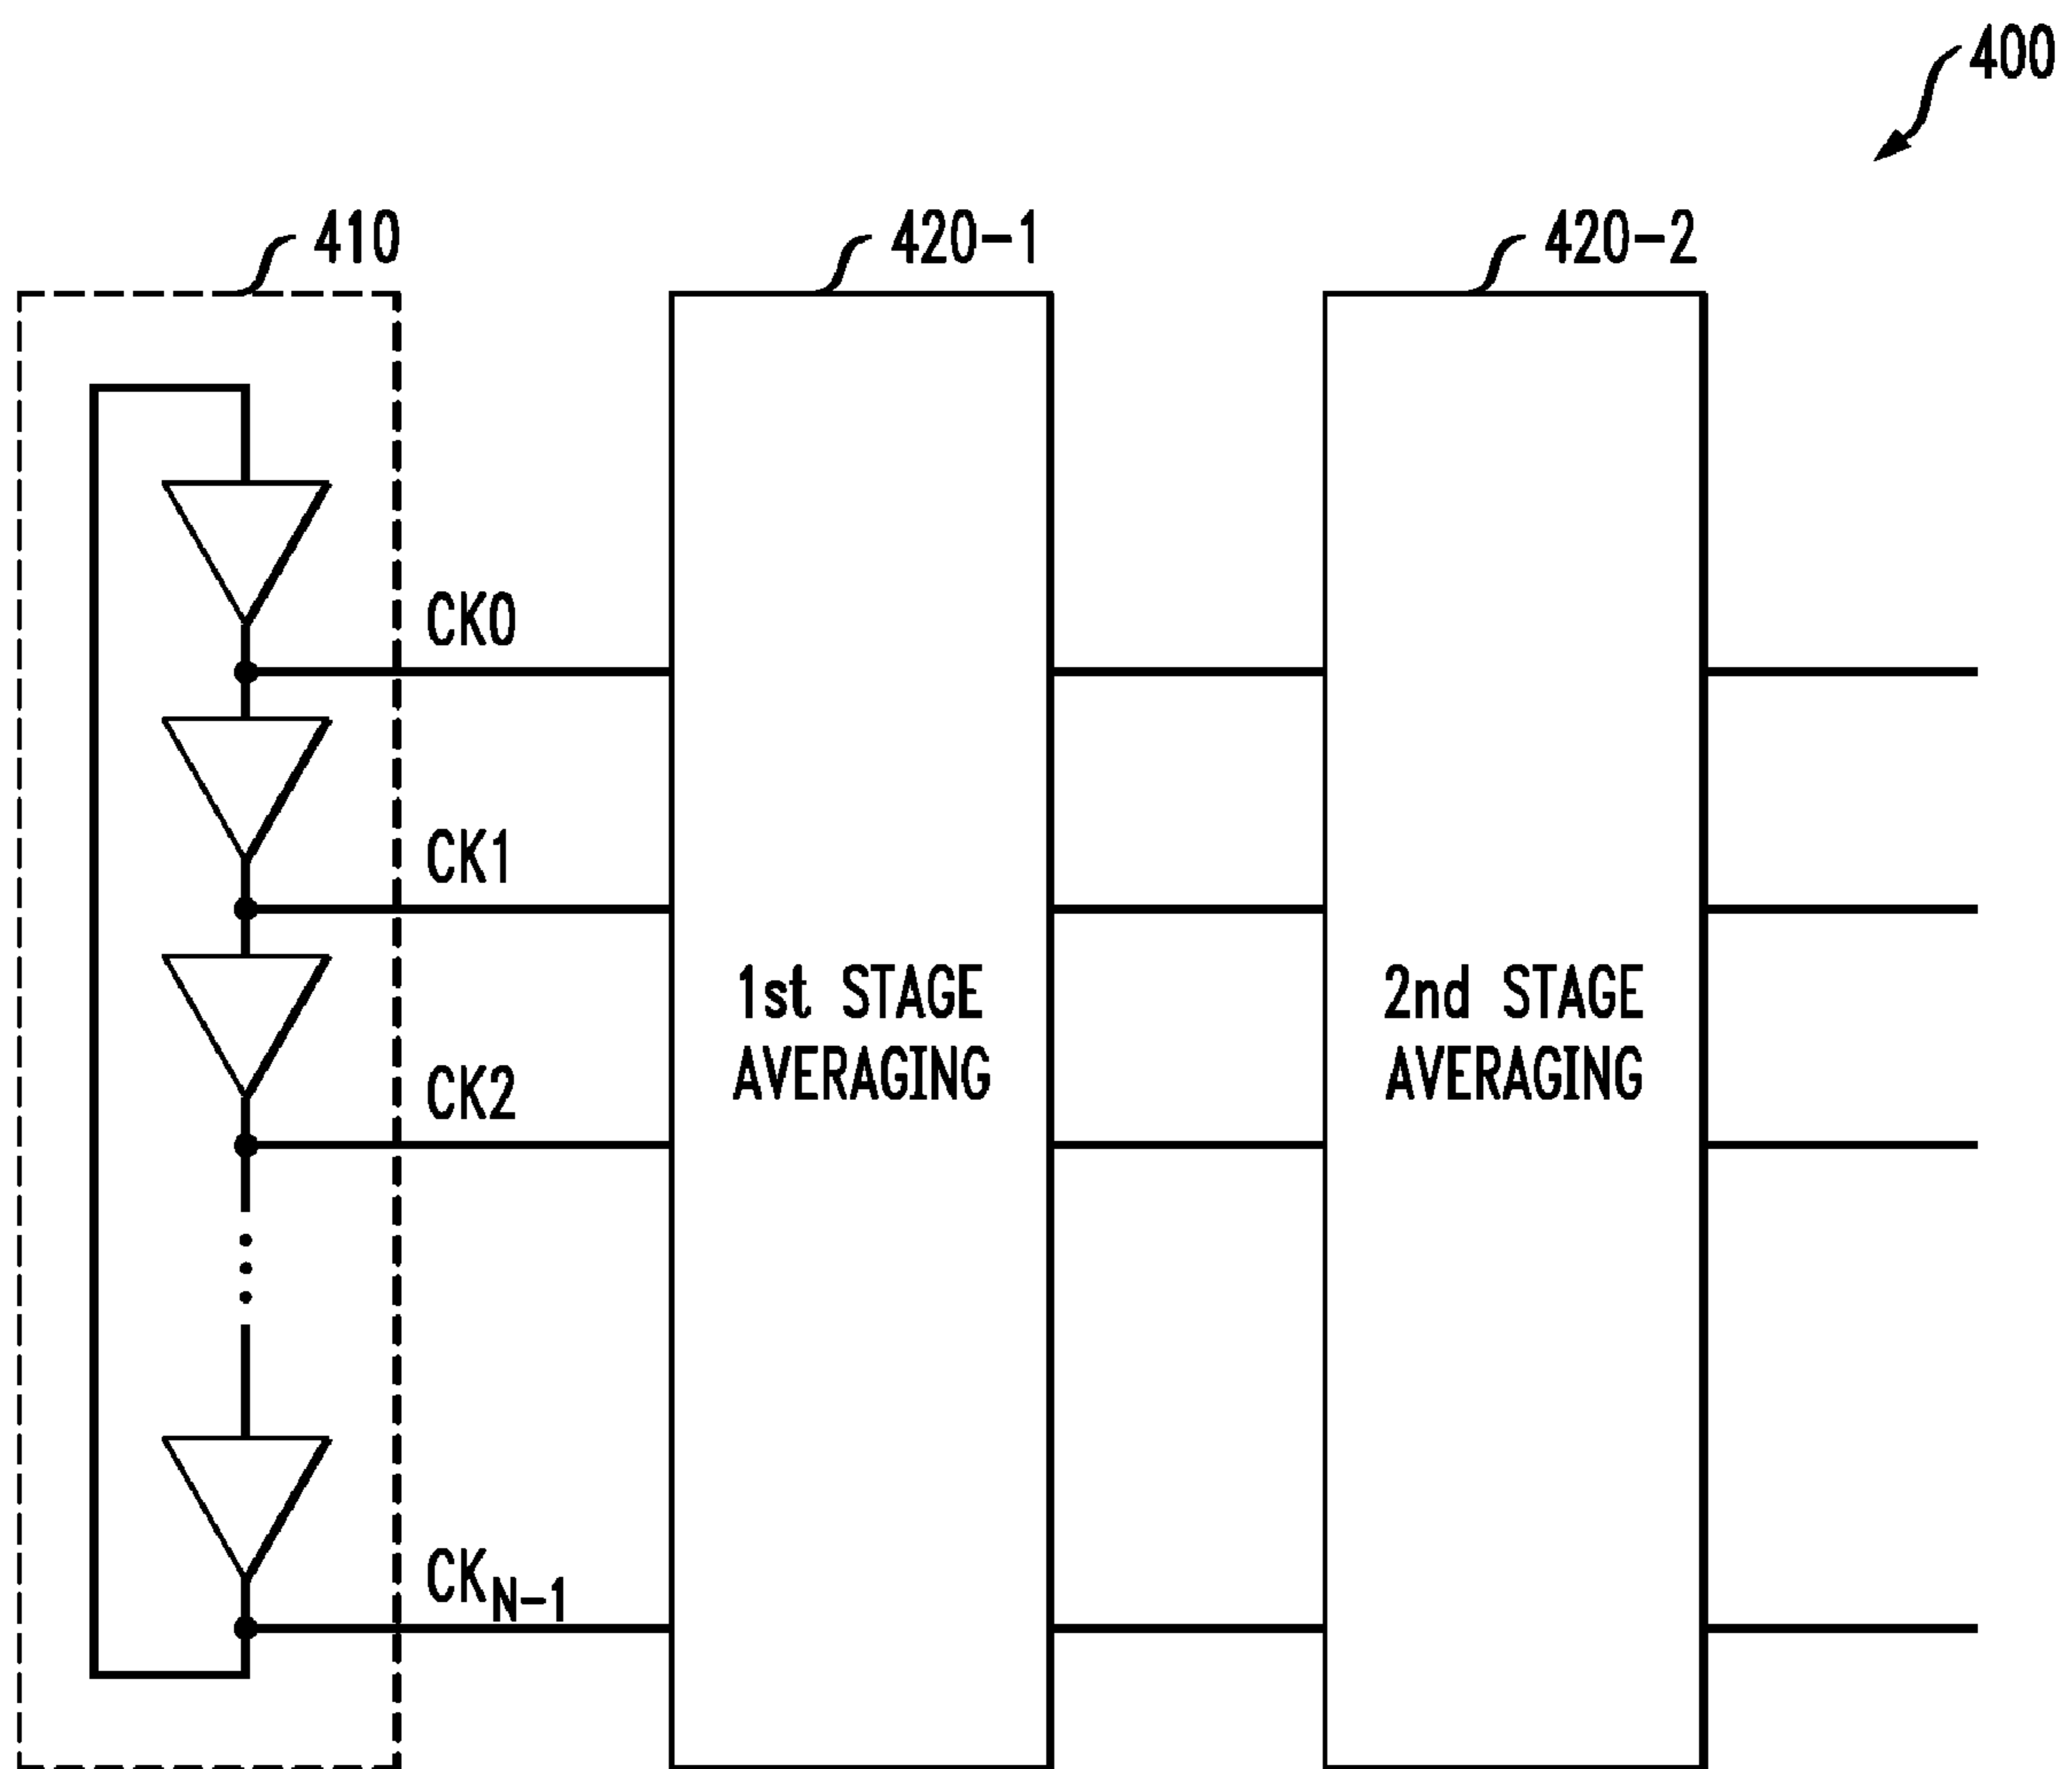 400
410
420-1
420-2
CK0
CK1
1st STAGE
AVERAGING
2nd STAGE
AVERAGING
CK2
CKN-1